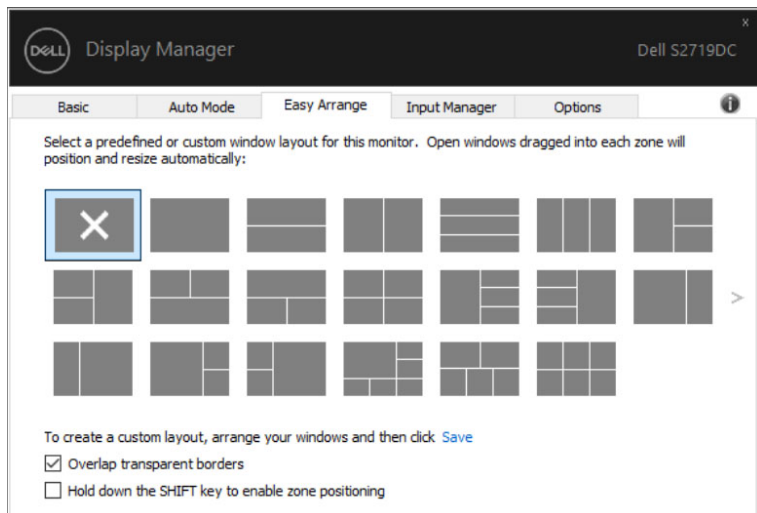 x
DELL Display Manager
Dell S2719DC
Basic Auto Mode Easy Arrange Input Manager Options
Select a predefined or custom window layout for this monitor. Open windows dragged into each zone will
position and resize automatically:
To create a custom layout, arrange your windows and then click Save
Overlap transparent borders
Hold down the SHIFT key to enable zone positioning